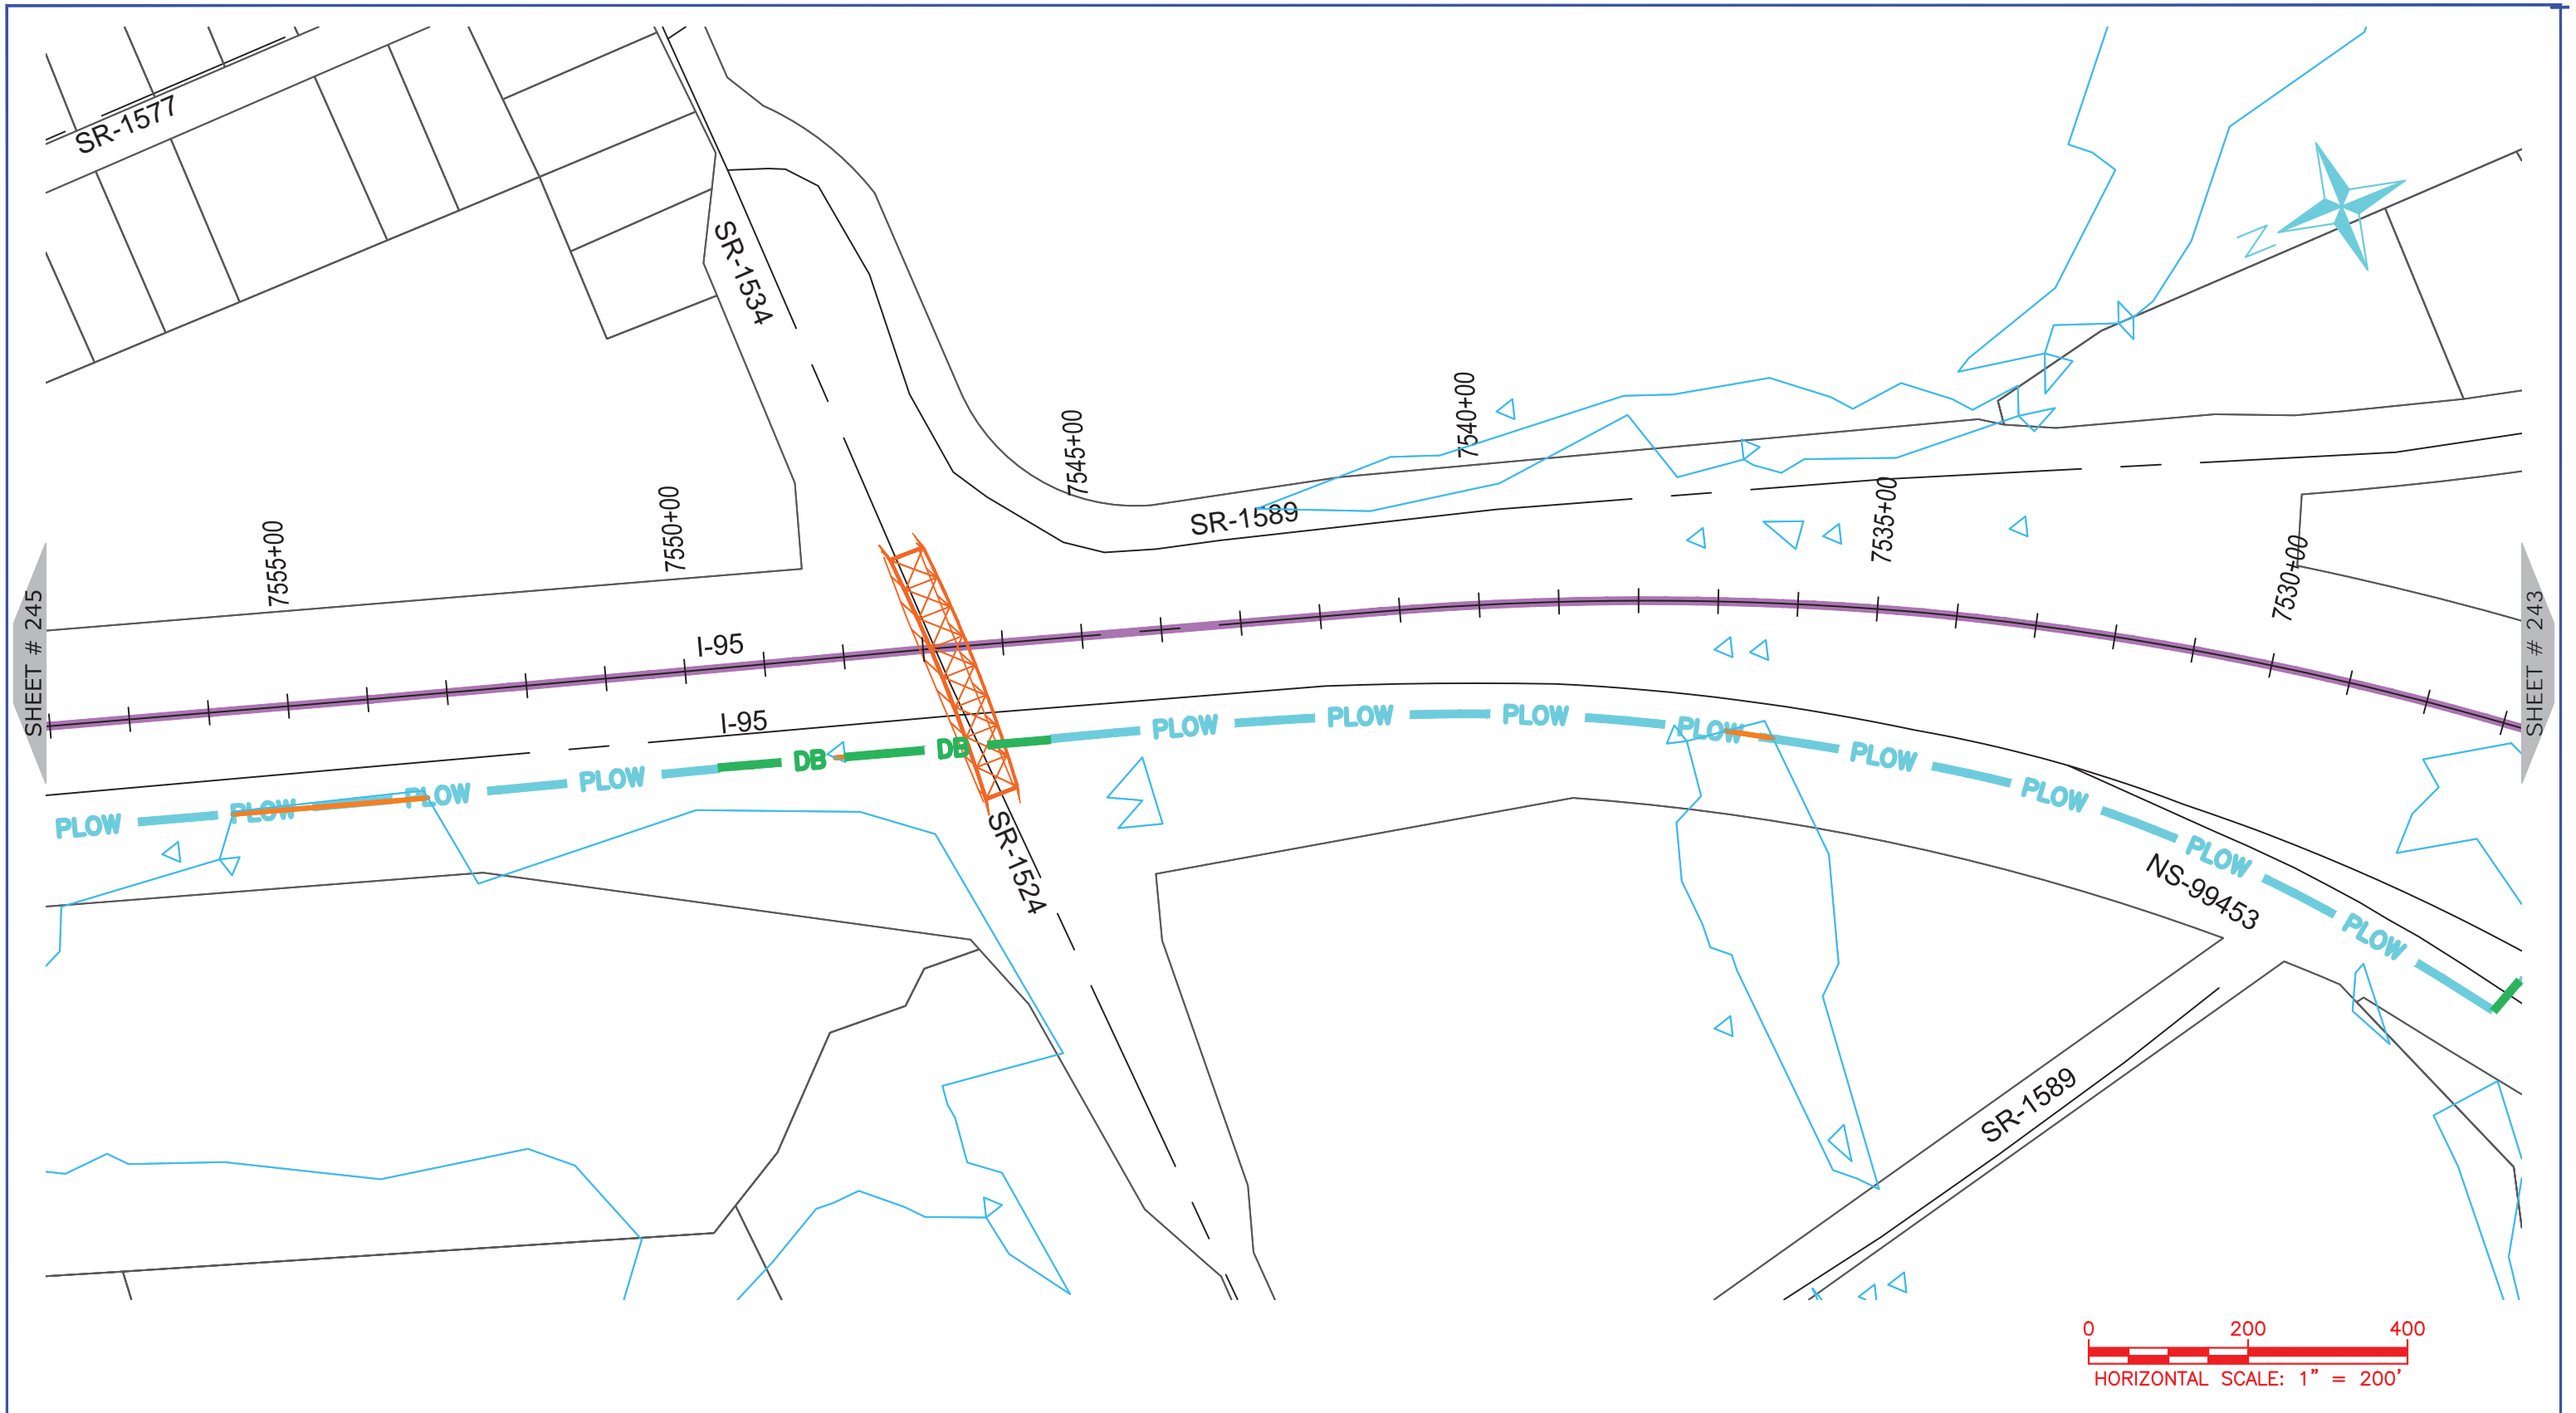 SR-1577
SR-1534
N
7555+00
7550+00
7545+00
7540+00
7535+00
7530+00
SR-1589
SHEET # 245
SHEET # 243
I-95
I-95
PLOW
PLOW
PLOW
PLOW
DB
DB
PLOW
PLOW
PLOW
PLOW
PLOW
PLOW
PLOW
PLOW
SR-1524
NS-99453
SR-1589
0 200 400
HORIZONTAL SCALE: 1" = 200'